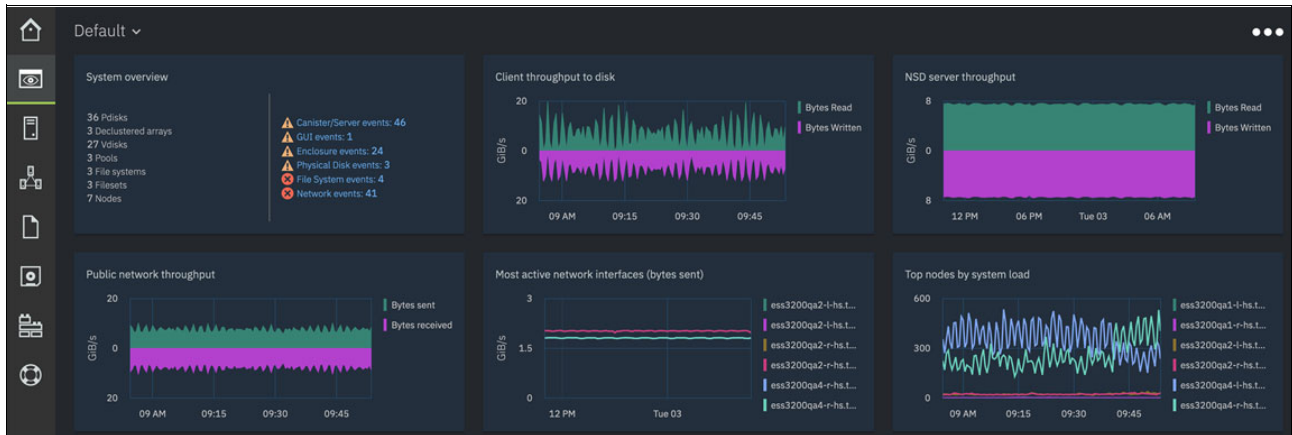 Default
System overview
36 Pdisks
3 Declustered arrays
27 Vdisks
3 Pools
3 File systems
3 Filesets
7 Nodes
Canister/Server events: 46
GUI events: 1
Enclosure events: 24
Physical Disk events: 3
File System events: 4
Network events: 41
Client throughput to disk
20
0
20
GiB/s
09 AM 09:15 09:30 09:45
Bytes Read
Bytes Written
NSD server throughput
8
0
8
GiB/s
12 PM 06 PM Tue 03 06 AM
Bytes Read
Bytes Written
Public network throughput
20
0
20
GiB/s
09 AM 09:15 09:30 09:45
Bytes sent
Bytes received
Most active network interfaces (bytes sent)
3
1.5
0
GiB/s
12 PM Tue 03
ess3200qa2-l-hs.t...
ess3200qa2-l-hs.t...
ess3200qa2-r-hs.t...
ess3200qa2-r-hs.t...
ess3200qa4-l-hs.t...
ess3200qa4-r-hs.t...
Top nodes by system load
600
300
0
09 AM 09:15 09:30 09:45
ess3200qa1-l-hs.t...
ess3200qa1-r-hs.t...
ess3200qa2-l-hs.t...
ess3200qa2-r-hs.t...
ess3200qa4-l-hs.t...
ess3200qa4-r-hs.t...